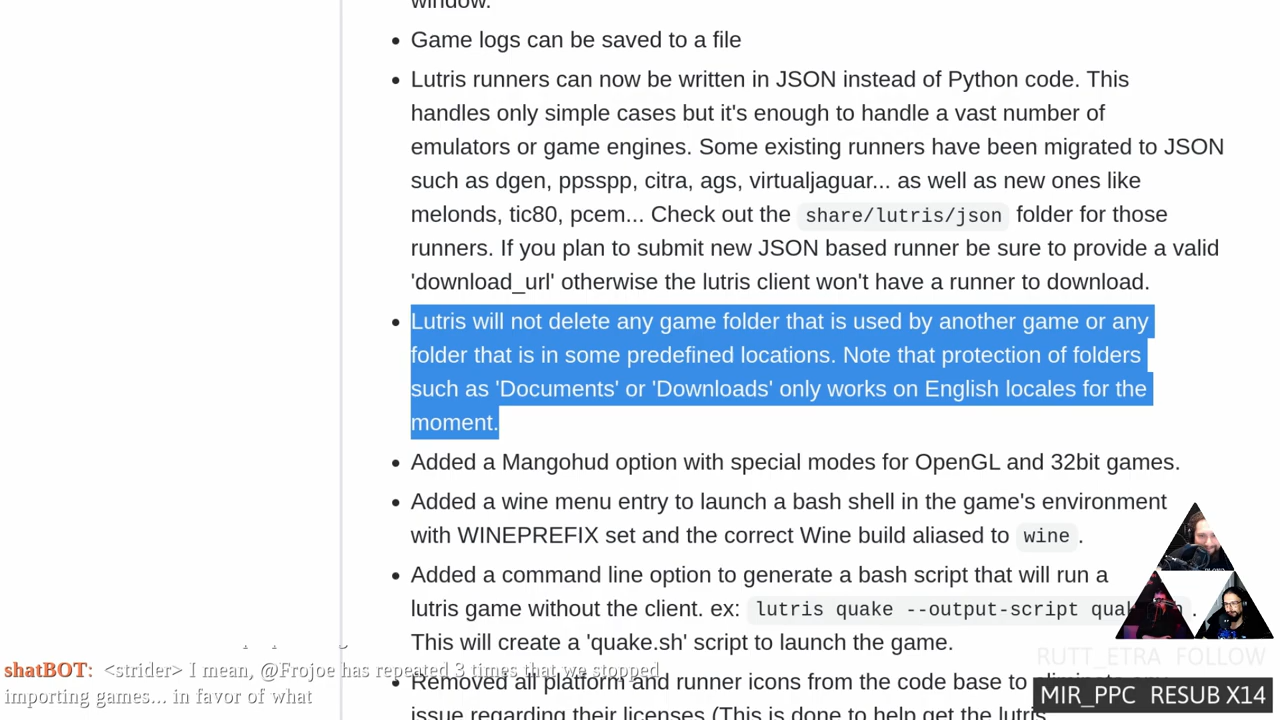 window.
Game logs can be saved to a file
Lutris runners can now be written in JSON instead of Python code. This
handles only simple cases but it's enough to handle a vast number of
emulators or game engines. Some existing runners have been migrated to JSON
such as dgen, ppsspp, citra, ags, virtualjaguar... as well as new ones like
melonds, tic80, pcem... Check out the share/lutris/json folder for those
runners. If you plan to submit new JSON based runner be sure to provide a valid
'download_url' otherwise the lutris client won't have a runner to download.
Lutris will not delete any game folder that is used by another game or any
folder that is in some predefined locations. Note that protection of folders
such as 'Documents' or 'Downloads' only works on English locales for the
moment.
Added a Mangohud option with special modes for OpenGL and 32bit games.
Added a wine menu entry to launch a bash shell in the game's environment
with WINEPREFIX set and the correct Wine build aliased to wine .
Added a command line option to generate a bash script that will run a
lutris game without the client. ex: lutris quake --output-script .
This will create a 'quake.sh' script to launch the game.
Removed all platform and runner icons from the code base to
issue regarding their licenses (This is done to help get the lutris
shatBOT: <strider> I mean, @Frojoe has repeated 3 times that we stopped
importing games... in favor of what
RUTT_ETRA FOLLOW
MIR_PPC RESUB X14